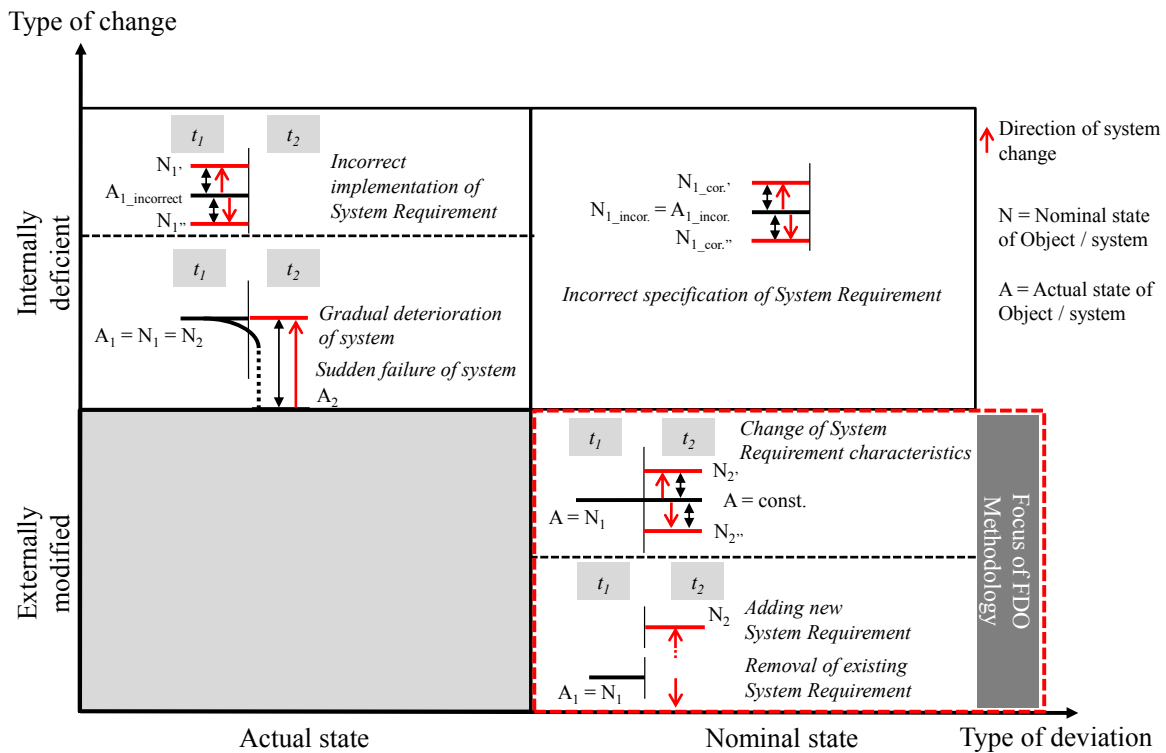 Type of change
Internally
deficient
Externally
modified
t1
t2
N1’
A1_incorrect
N1”
Incorrect
implementation of
System Requirement
t1
t2
A1 = N1 = N2
Gradual deterioration
of system
Sudden failure of system
A2
N1_cor.’
N1_incor. = A1_incor.
N1_cor.”
Incorrect specification of System Requirement
Direction of system
change
N = Nominal state
of Object / system
A = Actual state of
Object / system
t1
t2
Change of System
Requirement characteristics
N2’
A = const.
A = N1
N2”
t1
t2
N2
Adding new
System Requirement
A1 = N1
Removal of existing
System Requirement
Focus of FDO
Methodology
Actual state
Nominal state
Type of deviation